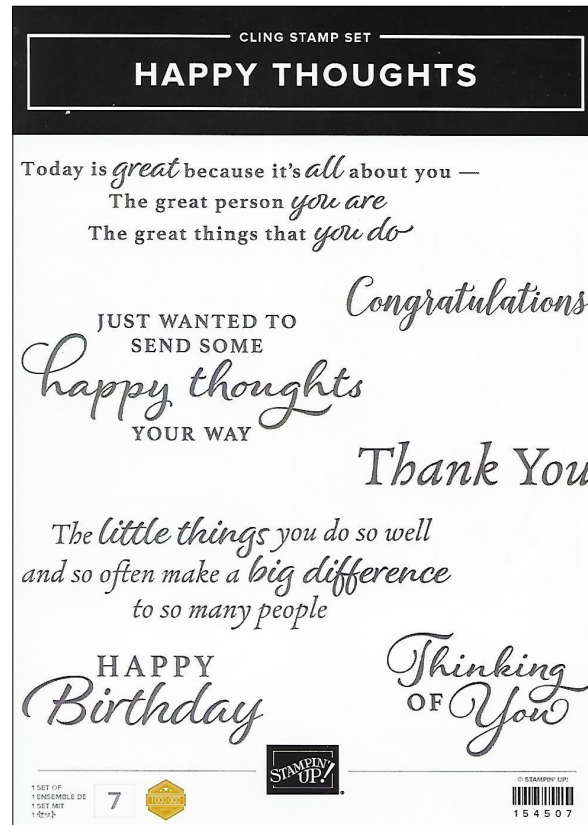 CLING STAMP SET
HAPPY THOUGHTS
Today is great because it's all about you —
The great person you are
The great things that you do
Congratulations
JUST WANTED TO
SEND SOME
happy thoughts
YOUR WAY
Thank You
The little things you do so well
and so often make a big difference
to so many people
HAPPY
Birthday
Thinking
OF You
STAMPIN' UP!
© STAMPIN' UP!
1 SET OF
1 ENSEMBLE DE
1 SET MIT
1 セット
7
154507